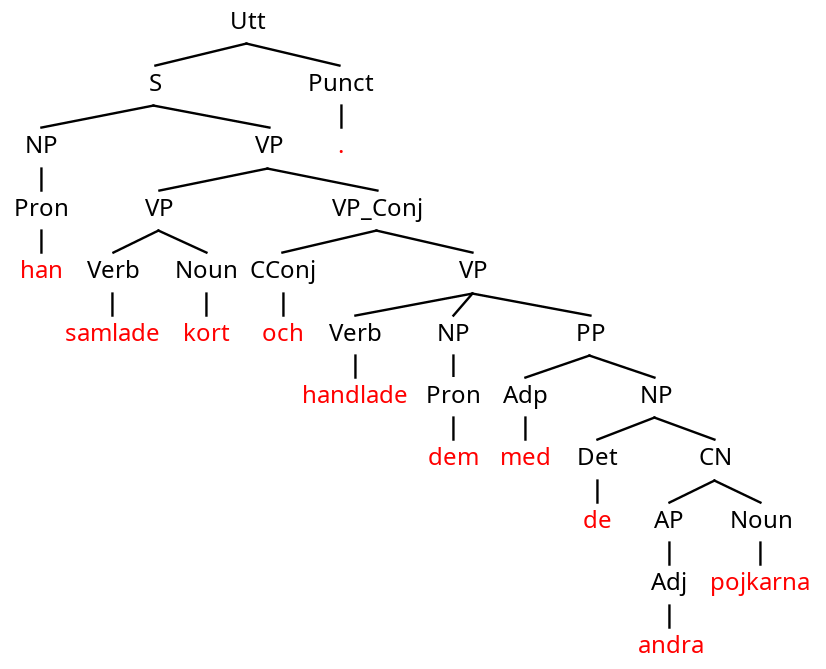 Utt
S Punct
NP VP .
Pron VP VP_Conj
han Verb Noun CConj VP
samlade kort och Verb NP PP
handlade Pron Adp NP
dem med Det CN
de AP Noun
Adj pojkarna
andra